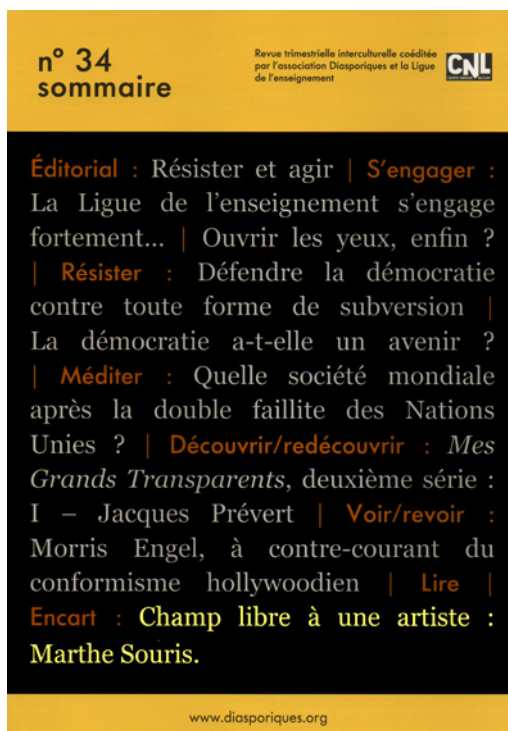 n° 34
sommaire
Revue trimestrielle interculturelle coéditée
par l'association Diasporiques et la Ligue
de l'enseignement
CNL
Éditorial : Résister et agir | S'engager :
La Ligue de l'enseignement s'engage
fortement... | Ouvrir les yeux, enfin ?
| Résister : Défendre la démocratie
contre toute forme de subversion |
La démocratie a-t-elle un avenir ?
| Méditer : Quelle société mondiale
après la double faillite des Nations
Unies ? | Découvrir/redécouvrir : Mes
Grands Transparents, deuxième série :
I – Jacques Prévert | Voir/revoir :
Morris Engel, à contre-courant du
conformisme hollywoodien | Lire |
Encart : Champ libre à une artiste :
Marthe Souris.
www.diasporiques.org